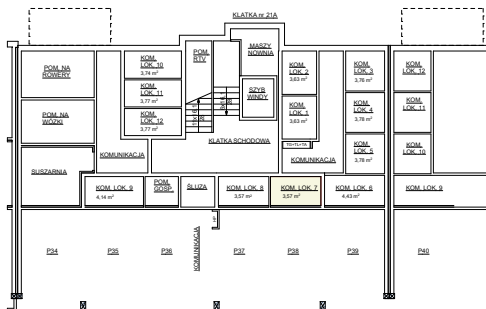 KLATKA nr 21A
POM. NA
ROWERY
POM. NA
WÓZKI
SUSZARNIA
KOM.
LOK. 10
3,74 m²
KOM.
LOK. 11
3,77 m²
KOM.
LOK. 12
3,77 m²
POM.
RTV
MASZY
NOWNIA
SZYB
WINDY
KOM.
LOK. 2
3,63 m²
KOM.
LOK. 1
3,63 m²
KOM.
LOK. 3
3,76 m²
KOM.
LOK. 4
3,78 m²
KOM.
LOK. 5
3,78 m²
KOM.
LOK. 12
KOM.
LOK. 11
KOM.
LOK. 10
KLATKA SCHODOWA
KOMUNIKACJA
TG+TL+TA
KOMUNIKACJA
KOM. LOK. 9
4,14 m²
POM.
GOSP.
ŚLUZA
KOM. LOK. 8
3,57 m²
KOM. LOK. 7
3,57 m²
KOM. LOK. 6
4,43 m²
KOM. LOK. 9
HP
KOMUNIKACJA
P34
P35
P36
P37
P38
P39
P40